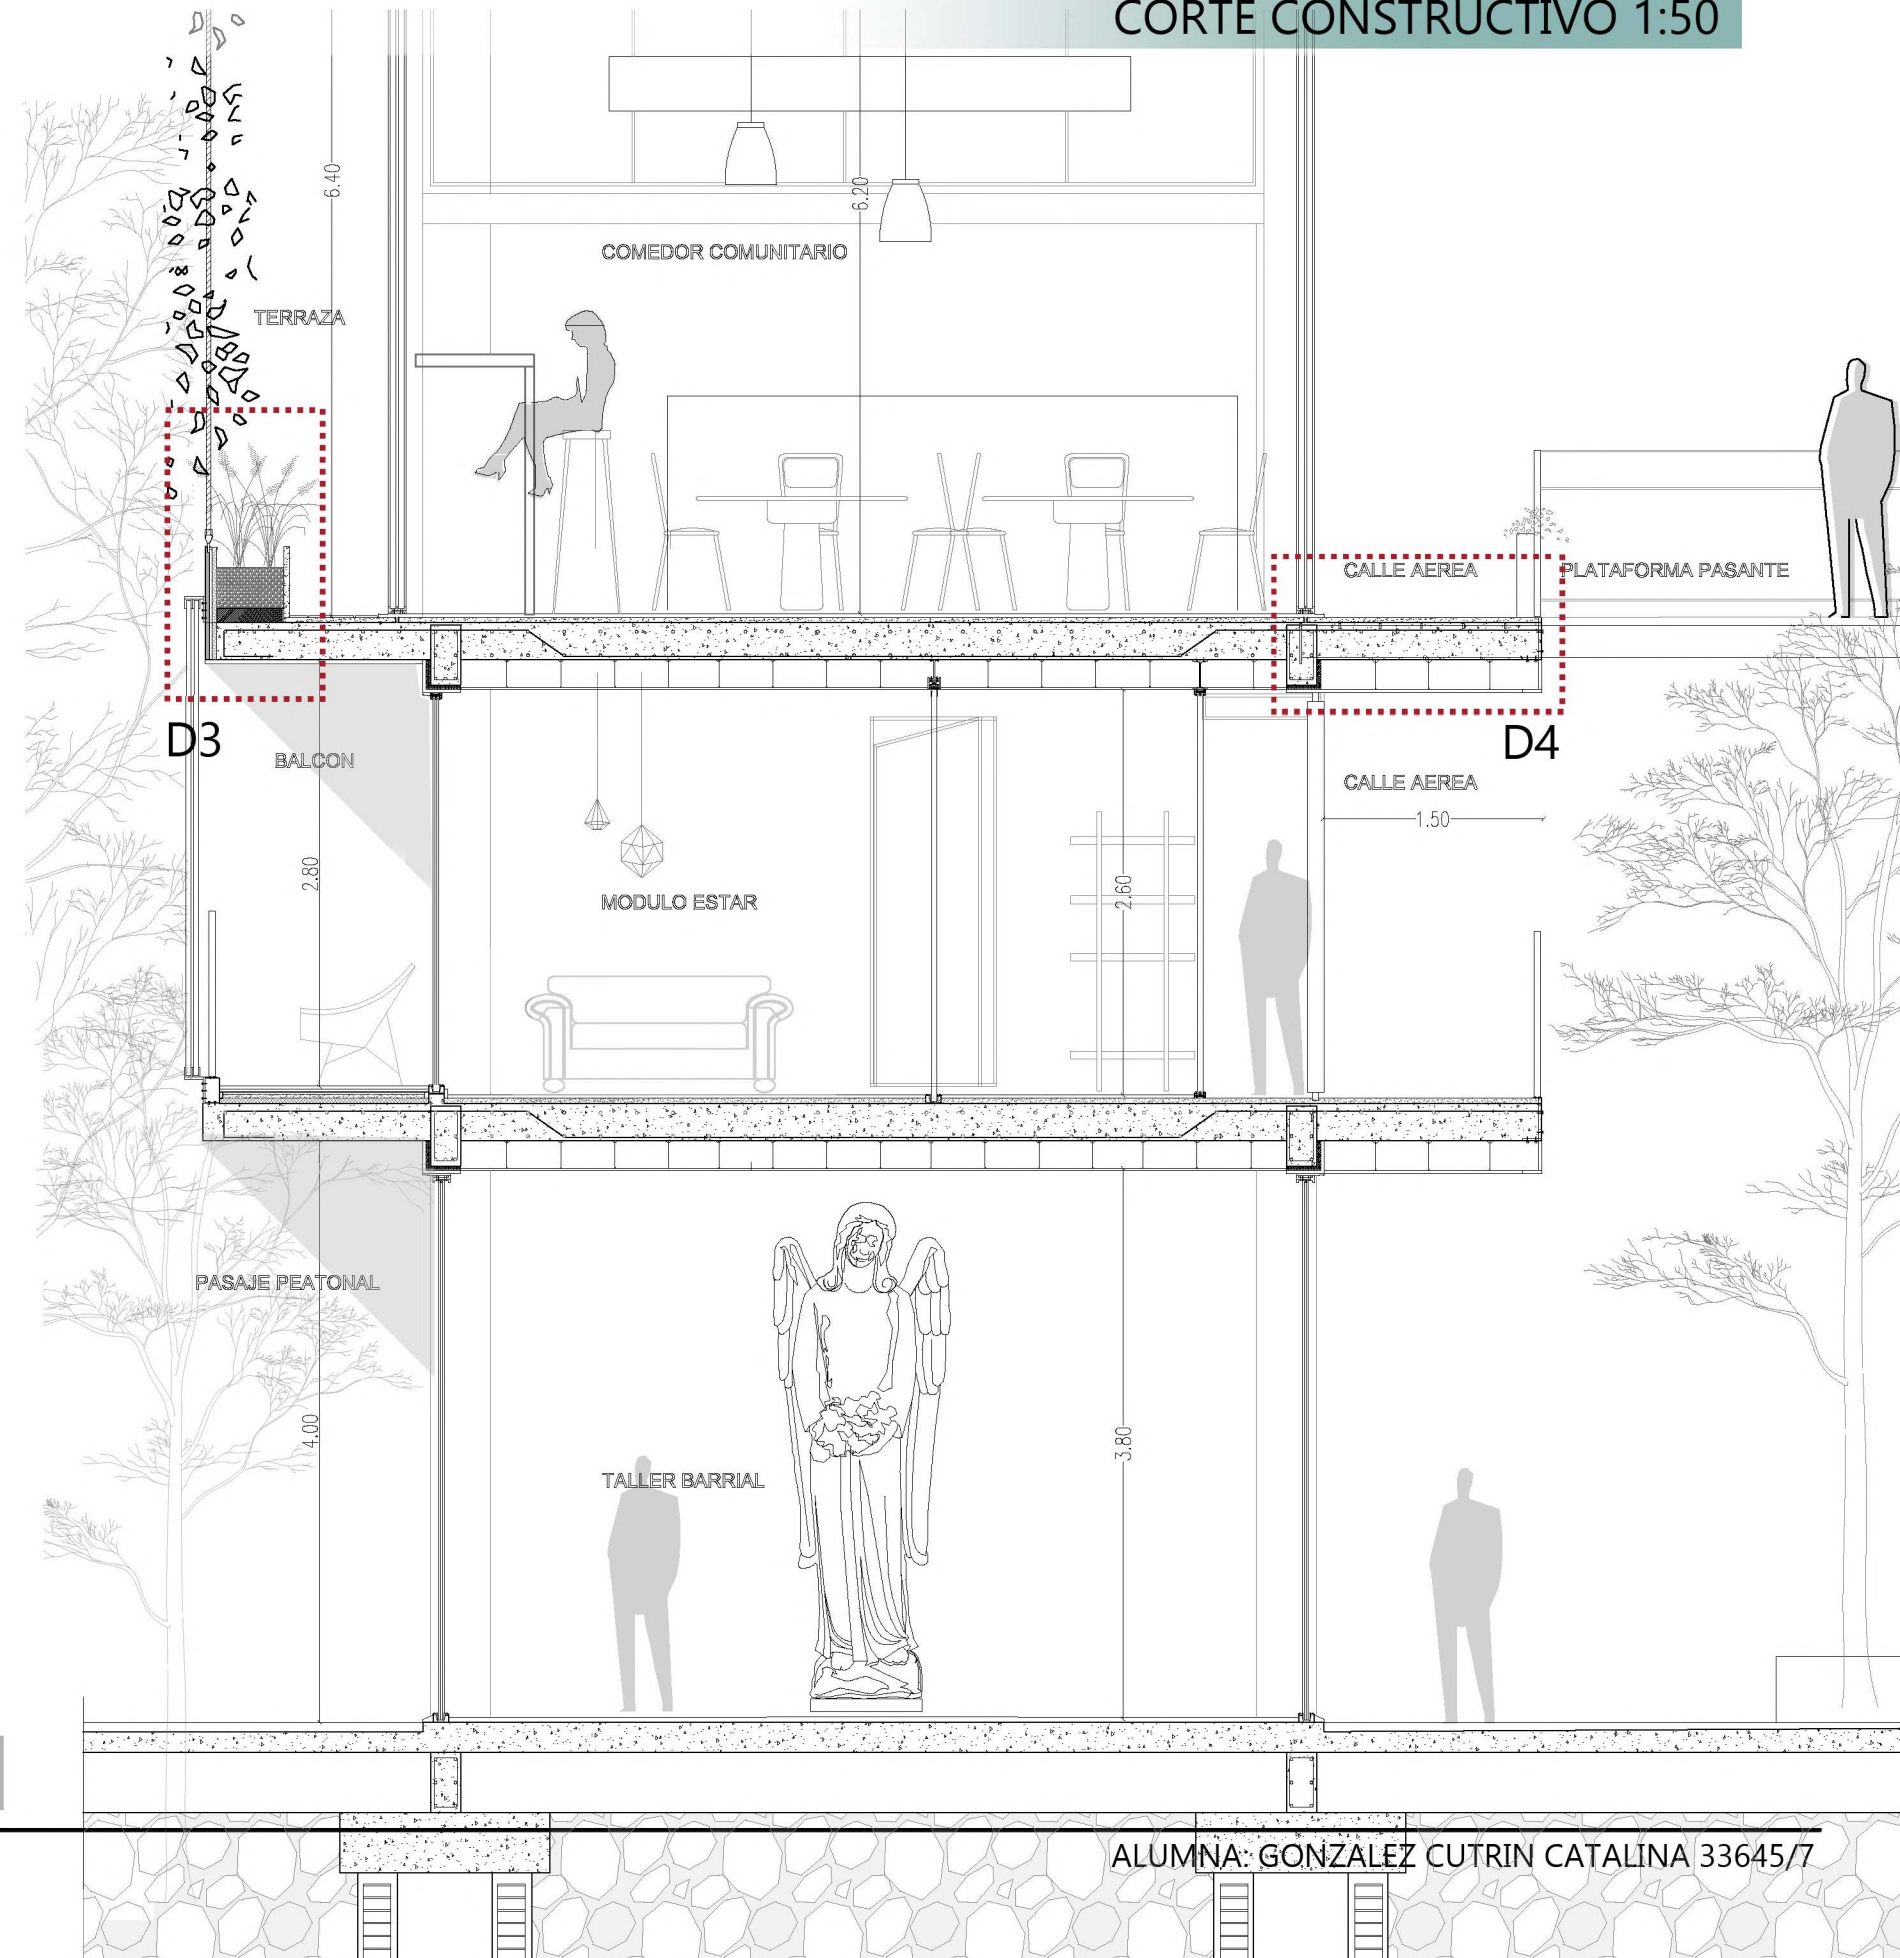 CORTE CONSTRUCTIVO 1:50
6.40
6.20
COMEDOR COMUNITARIO
TERRAZA
CALLE AEREA
PLATAFORMA PASANTE
D3
D4
BALCON
CALLE AEREA
1.50
2.80
2.60
MODULO ESTAR
PASAJE PEATONAL
4.00
3.80
TALLER BARRIAL
ALUMNA: GONZALEZ CUTRIN CATALINA 33645/7